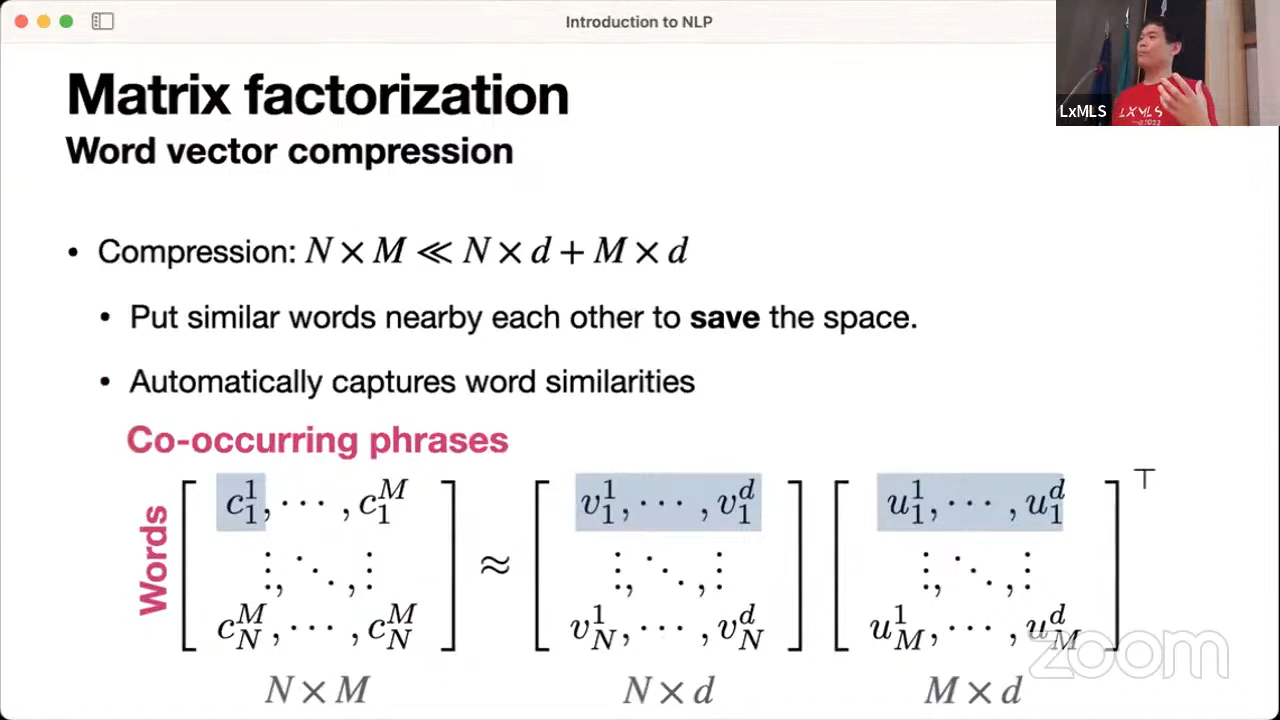 Introduction to NLP
LxMLS
LXMLS
Matrix factorization
Word vector compression
• Compression: N × M ≪ N × d + M × d
• Put similar words nearby each other to save the space.
• Automatically captures word similarities
Co-occurring phrases
Words
[ c_1^1, ⋯ , c_1^M ⋮, ⋱ , ⋮ c_N^M, ⋯ , c_N^M ] ≈ [ v_1^1, ⋯ , v_1^d ⋮, ⋱ , ⋮ v_N^1, ⋯ , v_N^d ] [ u_1^1, ⋯ , u_1^d ⋮, ⋱ , ⋮ u_M^1, ⋯ , u_M^d ]^⊤
N × M N × d M × d
zoom